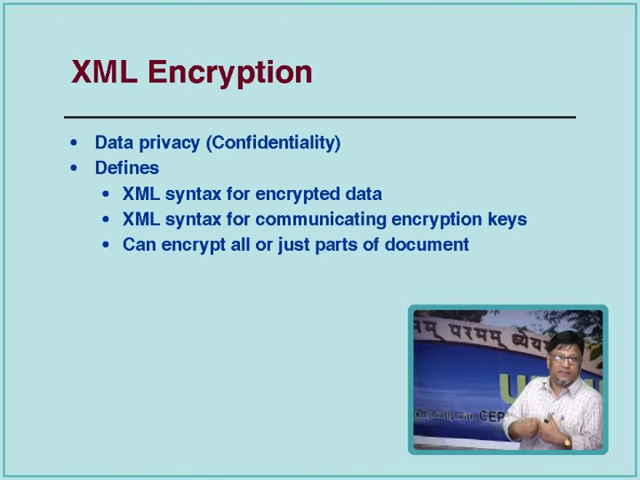 XML Encryption
• Data privacy (Confidentiality)
• Defines
• XML syntax for encrypted data
• XML syntax for communicating encryption keys
• Can encrypt all or just parts of document
परमम् ध्येय
with CEP